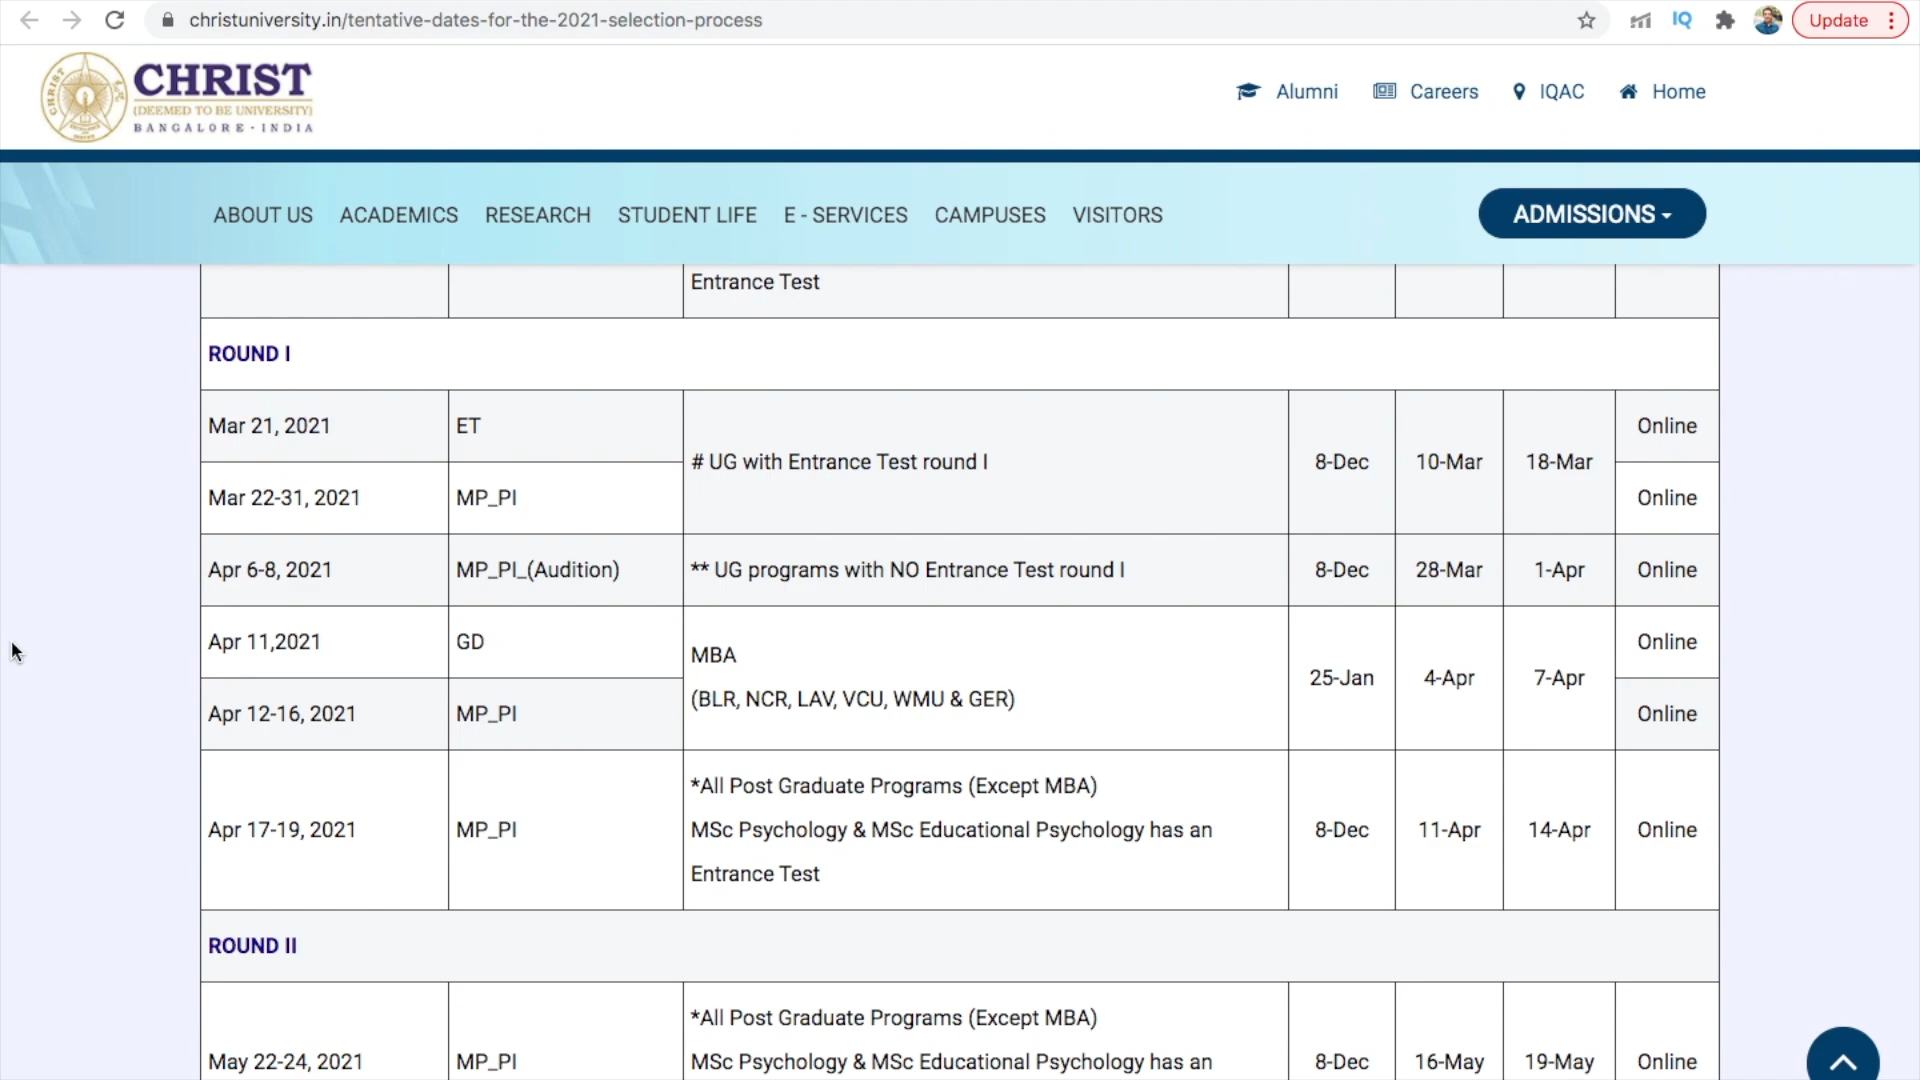 christuniversity.in/tentative-dates-for-the-2021-selection-process
IQ
Update
CHRIST
(DEEMED TO BE UNIVERSITY)
BANGALORE · INDIA
Alumni
Careers
IQAC
Home
ABOUT US
ACADEMICS
RESEARCH
STUDENT LIFE
E - SERVICES
CAMPUSES
VISITORS
ADMISSIONS
Entrance Test
ROUND I
Mar 21, 2021
ET
# UG with Entrance Test round I
8-Dec
10-Mar
18-Mar
Online
Mar 22-31, 2021
MP_PI
Online
Apr 6-8, 2021
MP_PI_(Audition)
** UG programs with NO Entrance Test round I
8-Dec
28-Mar
1-Apr
Online
Apr 11,2021
GD
MBA
(BLR, NCR, LAV, VCU, WMU & GER)
25-Jan
4-Apr
7-Apr
Online
Apr 12-16, 2021
MP_PI
Online
Apr 17-19, 2021
MP_PI
*All Post Graduate Programs (Except MBA)
MSc Psychology & MSc Educational Psychology has an
Entrance Test
8-Dec
11-Apr
14-Apr
Online
ROUND II
May 22-24, 2021
MP_PI
*All Post Graduate Programs (Except MBA)
MSc Psychology & MSc Educational Psychology has an
8-Dec
16-May
19-May
Online